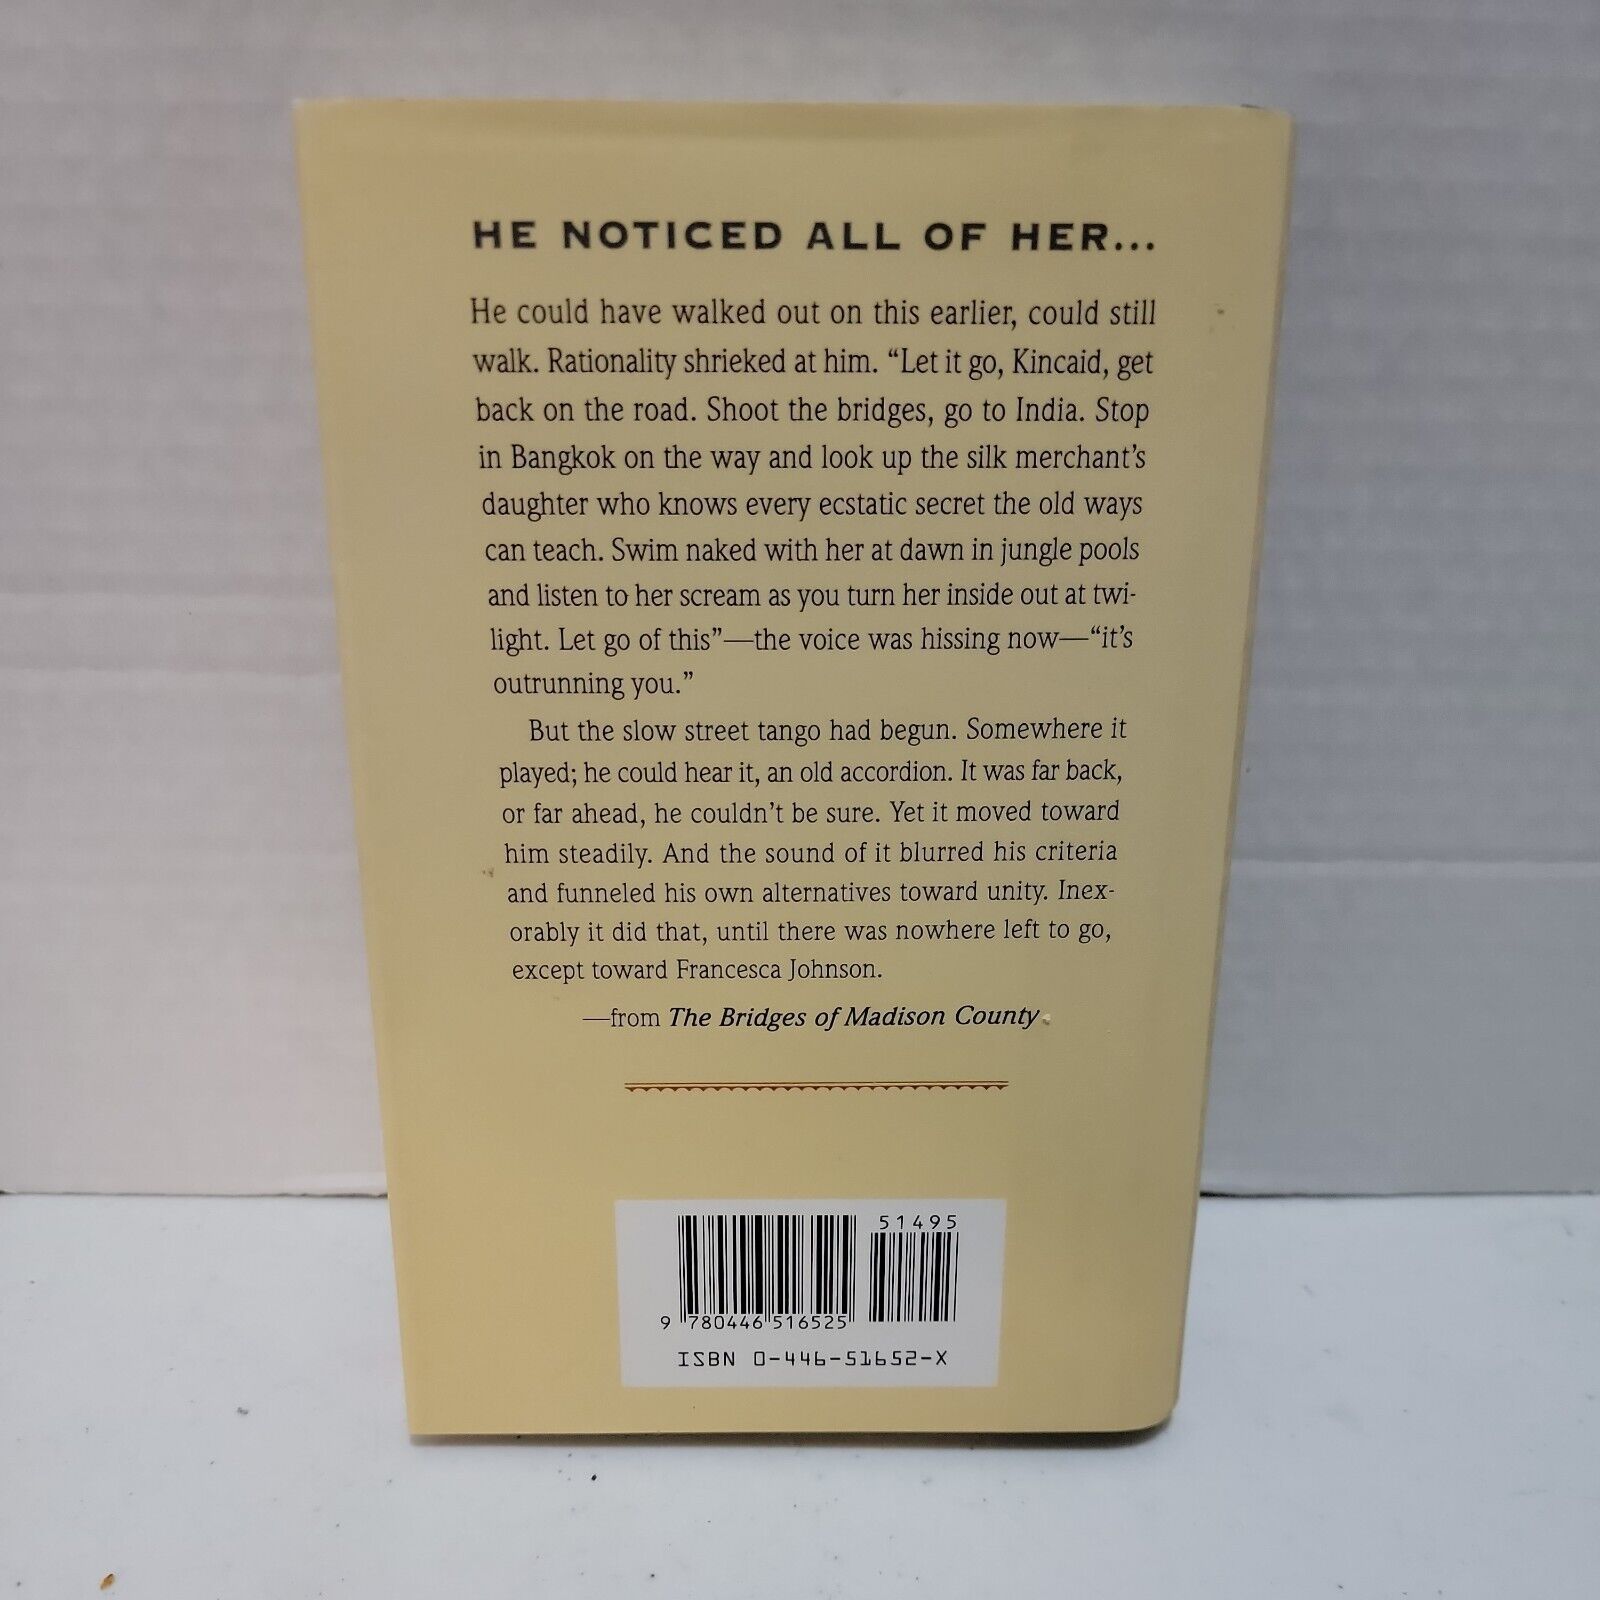 HE NOTICED ALL OF HER...
He could have walked out on this earlier, could still
walk. Rationality shrieked at him. “Let it go, Kincaid, get
back on the road. Shoot the bridges, go to India. Stop
in Bangkok on the way and look up the silk merchant’s
daughter who knows every ecstatic secret the old ways
can teach. Swim naked with her at dawn in jungle pools
and listen to her scream as you turn her inside out at twi-
light. Let go of this”—the voice was hissing now—“it’s
outrunning you.”
But the slow street tango had begun. Somewhere it
played; he could hear it, an old accordion. It was far back,
or far ahead, he couldn’t be sure. Yet it moved toward
him steadily. And the sound of it blurred his criteria
and funneled his own alternatives toward unity. Inex-
orably it did that, until there was nowhere left to go,
except toward Francesca Johnson.
—from The Bridges of Madison County
51495
9 780446 516525
ISBN 0-446-51652-X